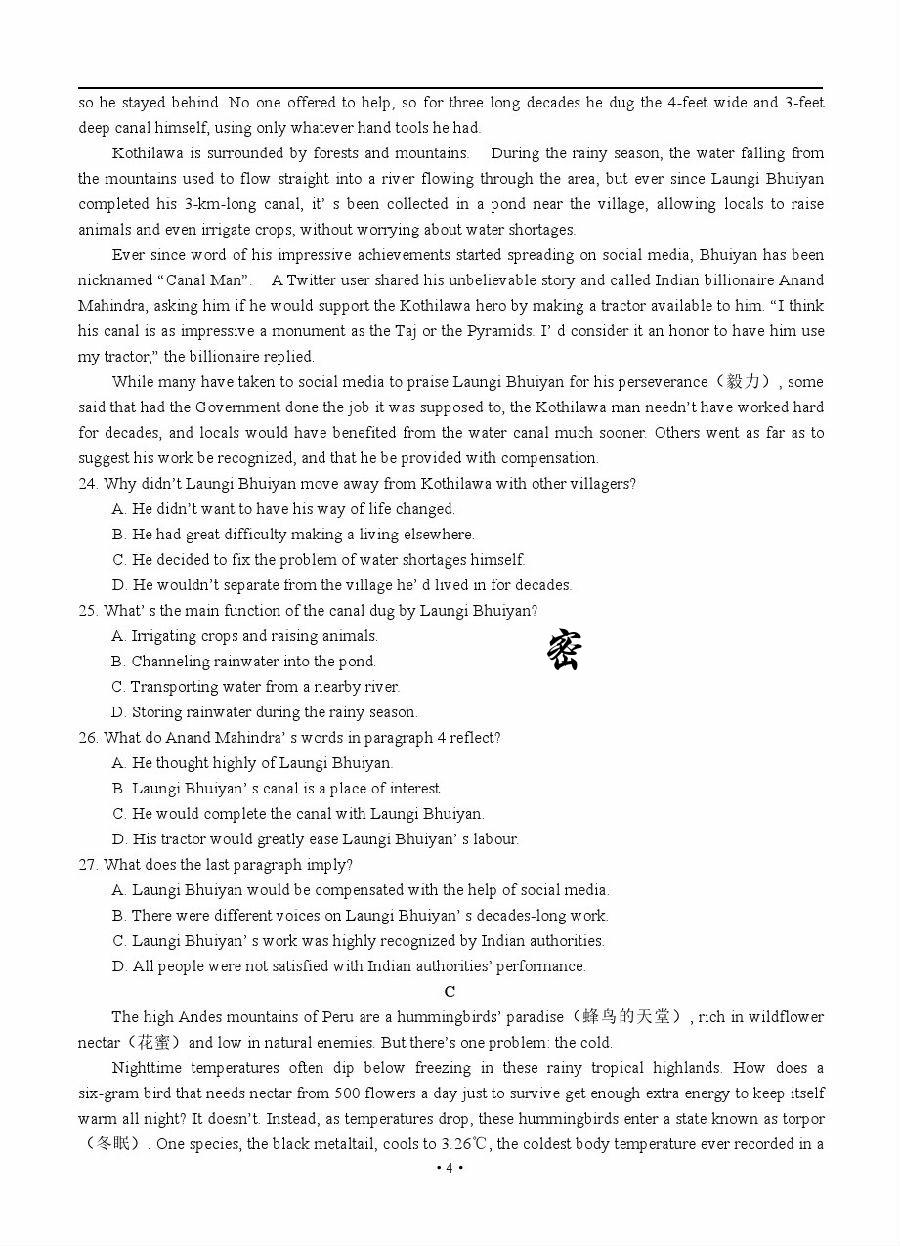 so he stayed behind. No one offered to help, so for three long decades he dug the 4-feet wide and 3-feet
deep canal himself, using only whatever hand tools he had.
Kothilawa is surrounded by forests and mountains. During the rainy season, the water falling from
the mountains used to flow straight into a river flowing through the area, but ever since Laungi Bhuiyan
completed his 3-km-long canal, it’ s been collected in a pond near the village, allowing locals to raise
animals and even irrigate crops, without worrying about water shortages.
Ever since word of his impressive achievements started spreading on social media, Bhuiyan has been
nicknamed “Canal Man”. A Twitter user shared his unbelievable story and called Indian billionaire Anand
Mahindra, asking him if he would support the Kothilawa hero by making a tractor available to him. “I think
his canal is as impressive a monument as the Taj or the Pyramids. I’ d consider it an honor to have him use
my tractor,” the billionaire replied.
While many have taken to social media to praise Laungi Bhuiyan for his perseverance（毅力）, some
said that had the Government done the job it was supposed to, the Kothilawa man needn’t have worked hard
for decades, and locals would have benefited from the water canal much sooner. Others went as far as to
suggest his work be recognized, and that he be provided with compensation.
24. Why didn’t Laungi Bhuiyan move away from Kothilawa with other villagers?
A. He didn’t want to have his way of life changed.
B. He had great difficulty making a living elsewhere.
C. He decided to fix the problem of water shortages himself.
D. He wouldn’t separate from the village he’ d lived in for decades.
25. What’ s the main function of the canal dug by Laungi Bhuiyan?
A. Irrigating crops and raising animals.
B. Channeling rainwater into the pond.
C. Transporting water from a nearby river.
D. Storing rainwater during the rainy season.
密
26. What do Anand Mahindra’ s words in paragraph 4 reflect?
A. He thought highly of Laungi Bhuiyan.
B. Laungi Bhuiyan’ s canal is a place of interest.
C. He would complete the canal with Laungi Bhuiyan.
D. His tractor would greatly ease Laungi Bhuiyan’ s labour.
27. What does the last paragraph imply?
A. Laungi Bhuiyan would be compensated with the help of social media.
B. There were different voices on Laungi Bhuiyan’ s decades-long work.
C. Laungi Bhuiyan’ s work was highly recognized by Indian authorities.
D. All people were not satisfied with Indian authorities’ performance.
C
The high Andes mountains of Peru are a hummingbirds’ paradise（蜂鸟的天堂）, rich in wildflower
nectar（花蜜）and low in natural enemies. But there’s one problem: the cold.
Nighttime temperatures often dip below freezing in these rainy tropical highlands. How does a
six-gram bird that needs nectar from 500 flowers a day just to survive get enough extra energy to keep itself
warm all night? It doesn’t. Instead, as temperatures drop, these hummingbirds enter a state known as torpor
（冬眠）. One species, the black metaltail, cools to 3.26℃, the coldest body temperature ever recorded in a
• 4 •